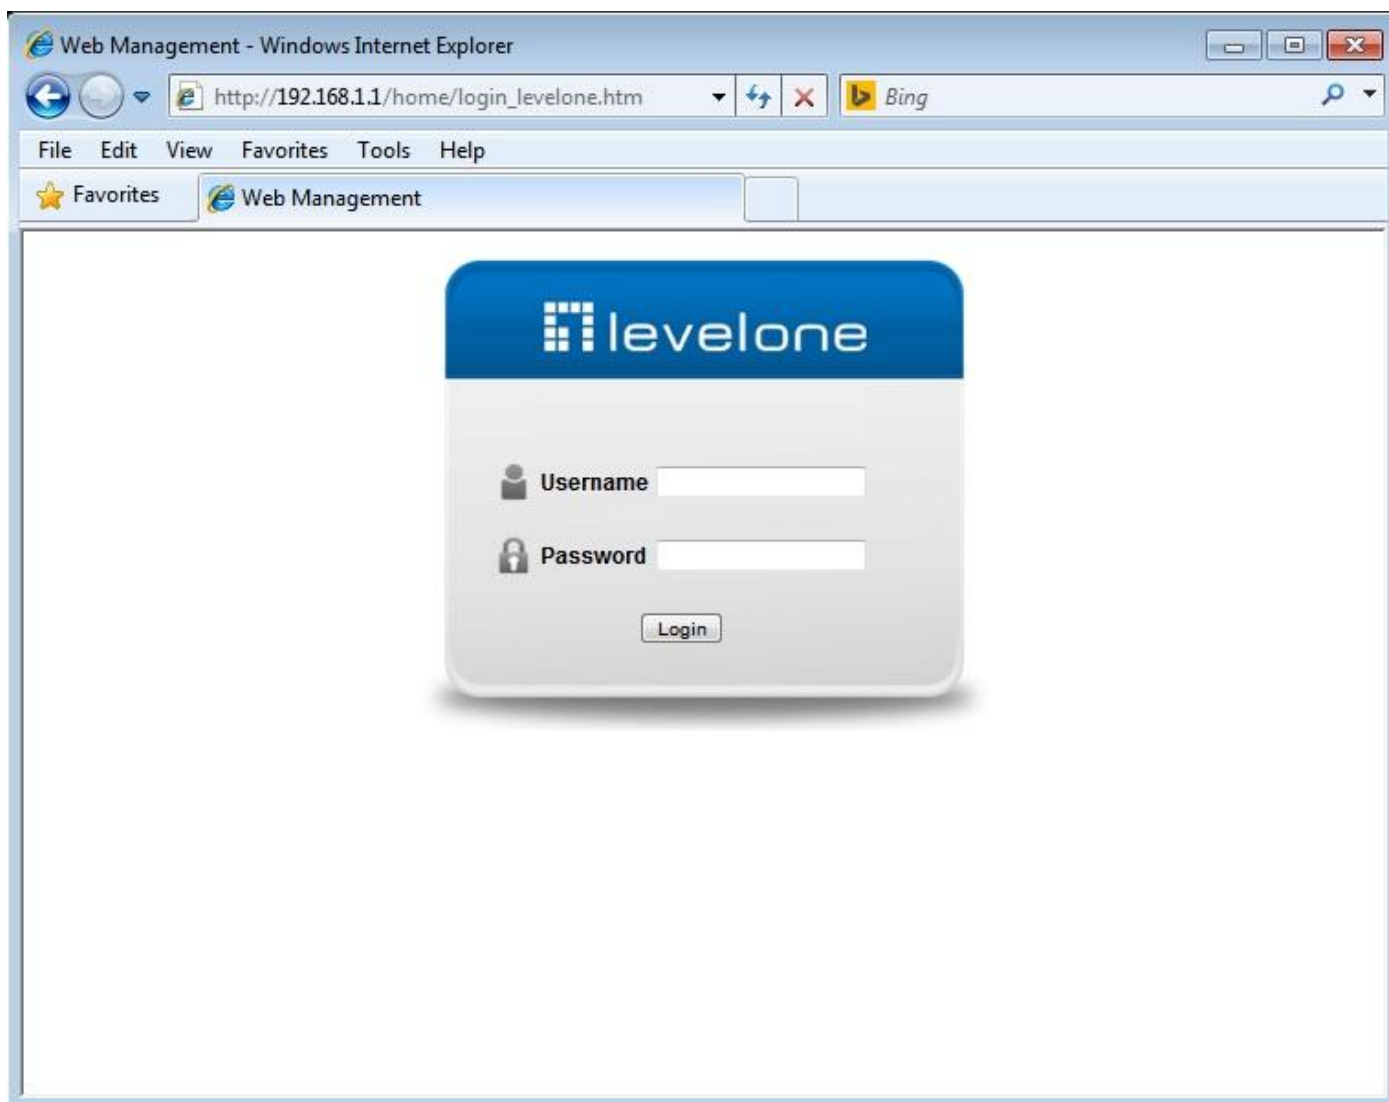 Web Management - Windows Internet Explorer
http://192.168.1.1/home/login_levelone.htm Bing
File Edit View Favorites Tools Help
Favorites Web Management
levelone
Username
Password
Login